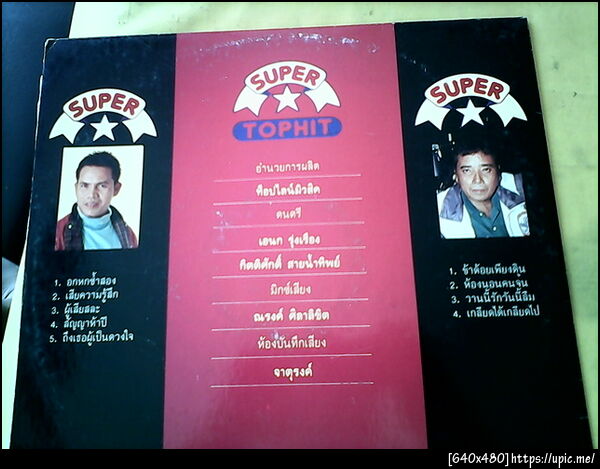 SUPER
1. อกหักซ้ำสอง
2. เสียความรู้สึก
3. ผู้เสียสละ
4. สัญญาห้าปี
5. ถึงเธอผู้เป็นดวงใจ
SUPER
TOPHIT
อำนวยการผลิต
ท็อปไลน์มิวสิค
ดนตรี
เอนก รุ่งเรือง
กิตติศักดิ์ สายน้ำทิพย์
มิกซ์เสียง
ณรงค์ ศิลาลิขิต
ห้องบันทึกเสียง
จาตุรงค์
SUPER
1. ข้าด้อยเพียงดิน
2. ห้องนอนคนจน
3. วานนี้รักวันนี้ลืม
4. เกลียดได้เกลียดไป
[640x480]https://upic.me/